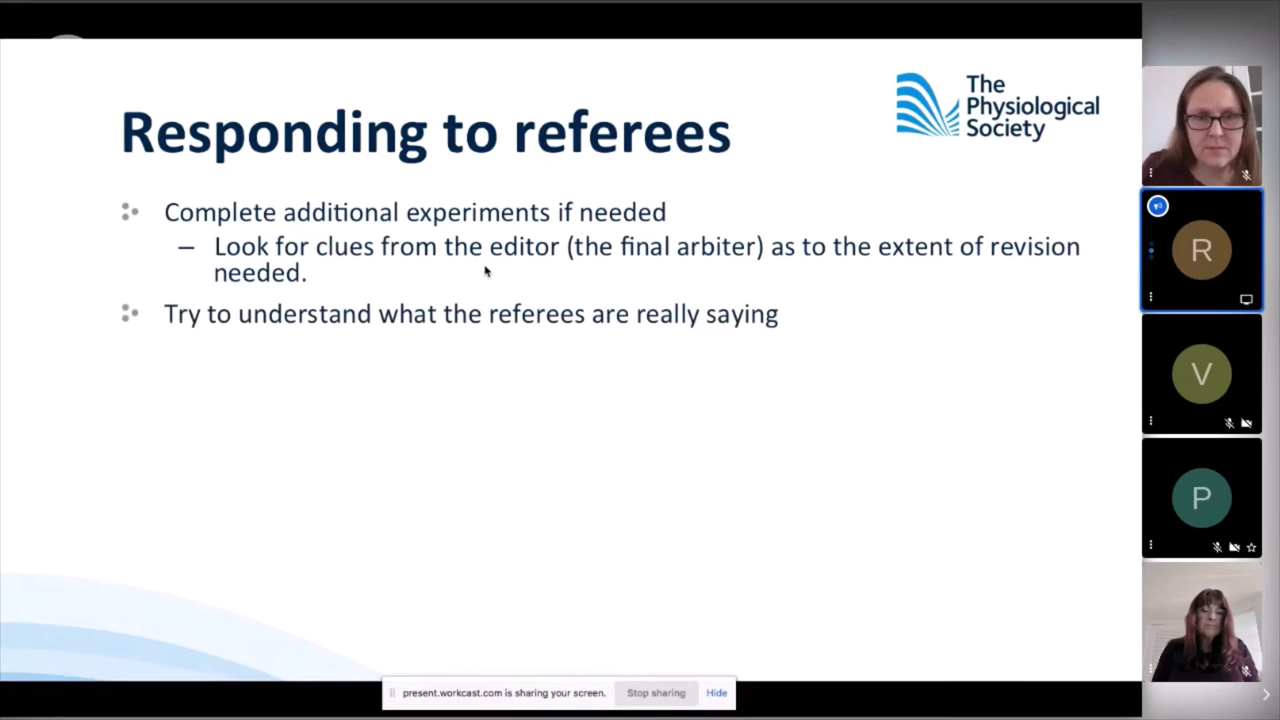 The
Physiological
Society
Responding to referees
Complete additional experiments if needed
– Look for clues from the editor (the final arbiter) as to the extent of revision
needed.
Try to understand what the referees are really saying
R
V
P
present.workcast.com is sharing your screen. Stop sharing Hide